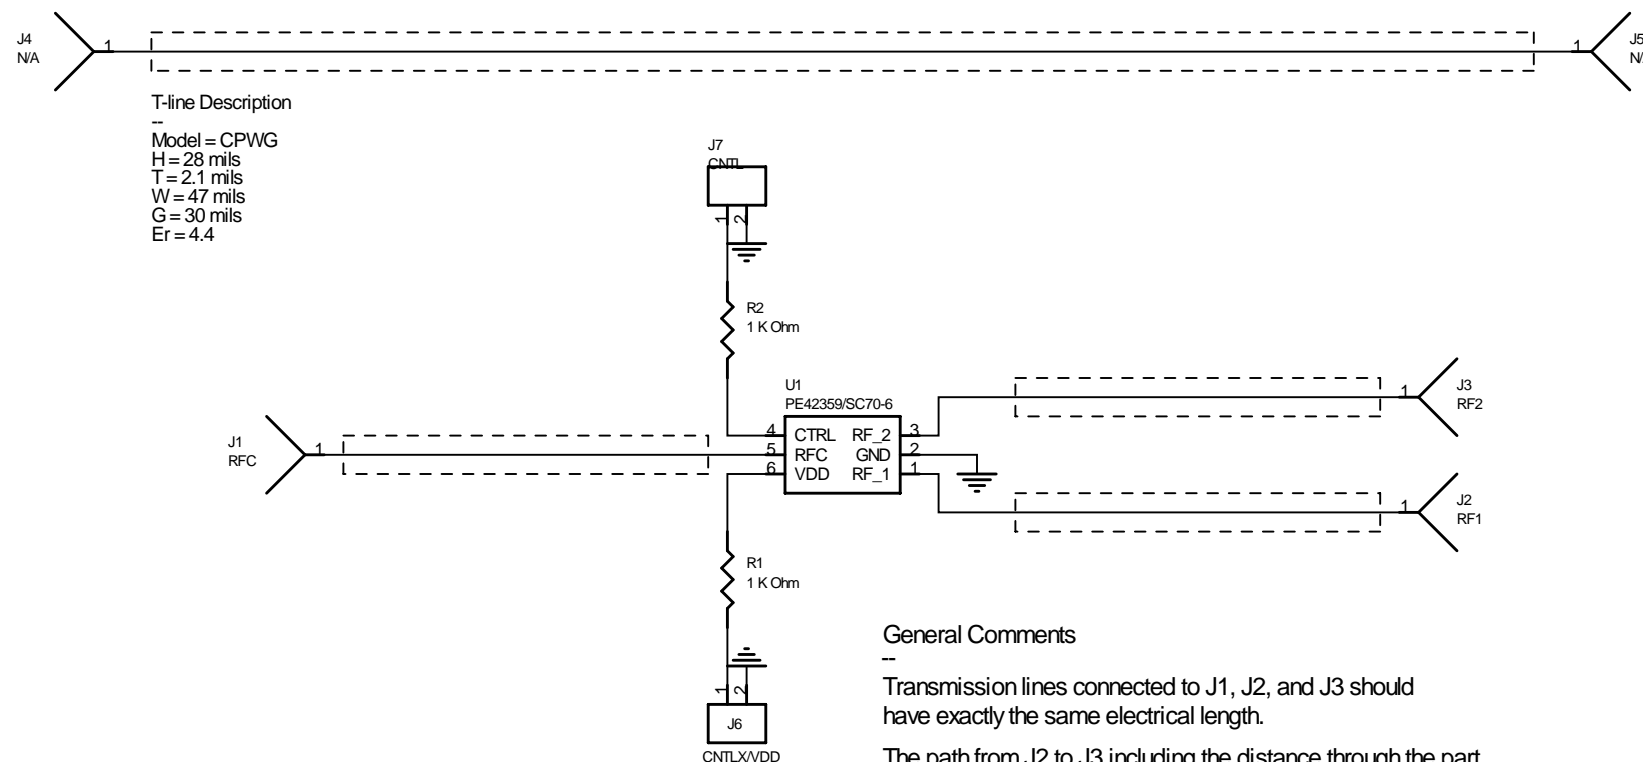 J4
N/A
1
1
J5
T-line Description
--
Model = CPWG
H = 28 mils
T = 2.1 mils
W = 47 mils
G = 30 mils
Er = 4.4
J7
CNTL
1
2
R2
1 K Ohm
U1
PE42359/SC70-6
4
CTRL
RF_2
3
5
RFC
GND
2
6
VDD
RF_1
1
J1
RFC
1
1
J3
RF2
1
J2
RF1
R1
1 K Ohm
1
2
J6
CNTLX/VDD
General Comments
--
Transmission lines connected to J1, J2, and J3 should
have exactly the same electrical length.
The path from J2 to J3 including the distance through the part